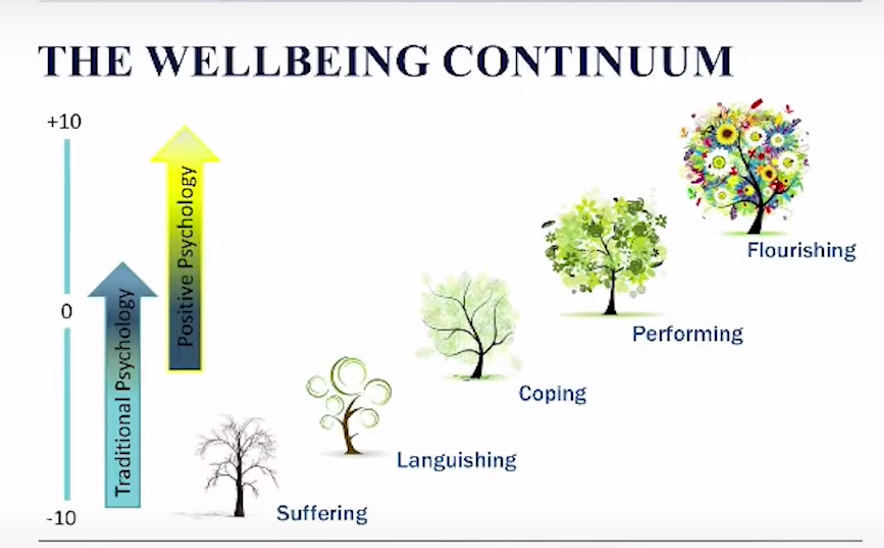 THE WELLBEING CONTINUUM
+10
0
-10
Traditional Psychology
Positive Psychology
Suffering
Languishing
Coping
Performing
Flourishing